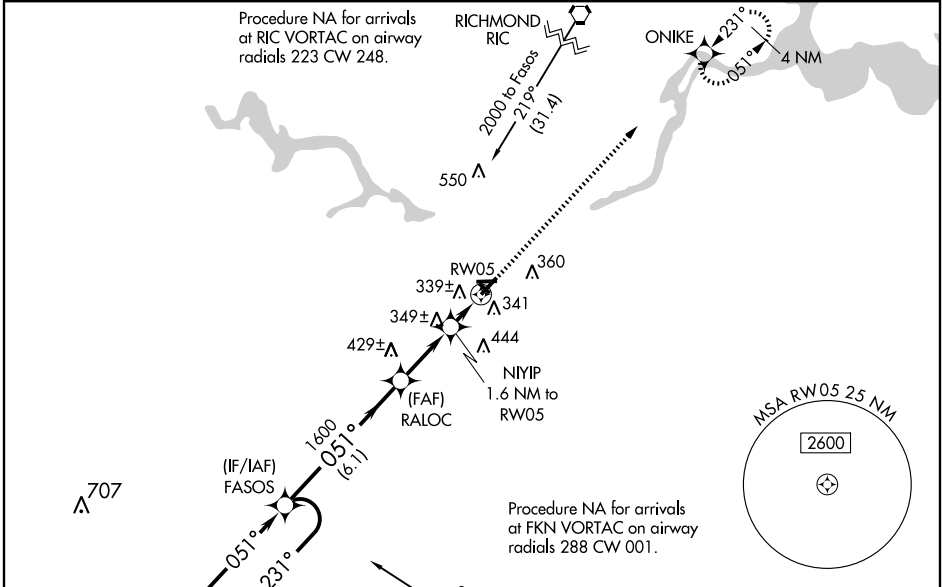 Procedure NA for arrivals
at RIC VORTAC on airway
radials 223 CW 248.
RICHMOND
RIC
2000 to Fasos
219°
(31.4)
ONIKE
231°
051°
4 NM
550
RW05
360
339±
341
349±
444
429±
NIYIP
1.6 NM to
RW05
(FAF)
RALOC
1600
051°
(6.1)
(IF/IAF)
FASOS
707
051°
231°
MSA RW05 25 NM
2600
Procedure NA for arrivals
at FKN VORTAC on airway
radials 288 CW 001.